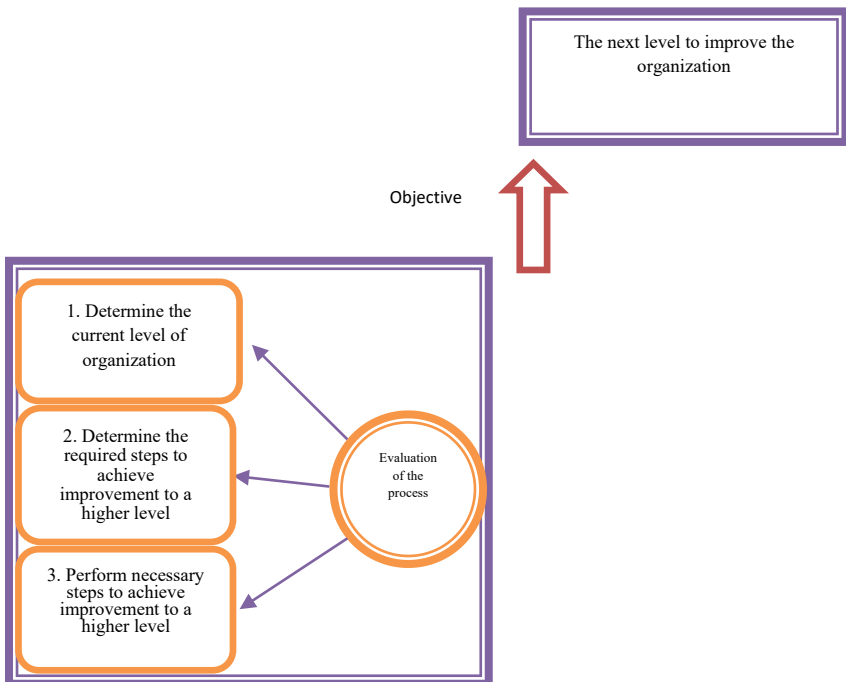 The next level to improve the
organization
Objective
1. Determine the
current level of
organization
2. Determine the
required steps to
achieve
improvement to a
higher level
3. Perform necessary
steps to achieve
improvement to a
higher level
Evaluation
of the
process